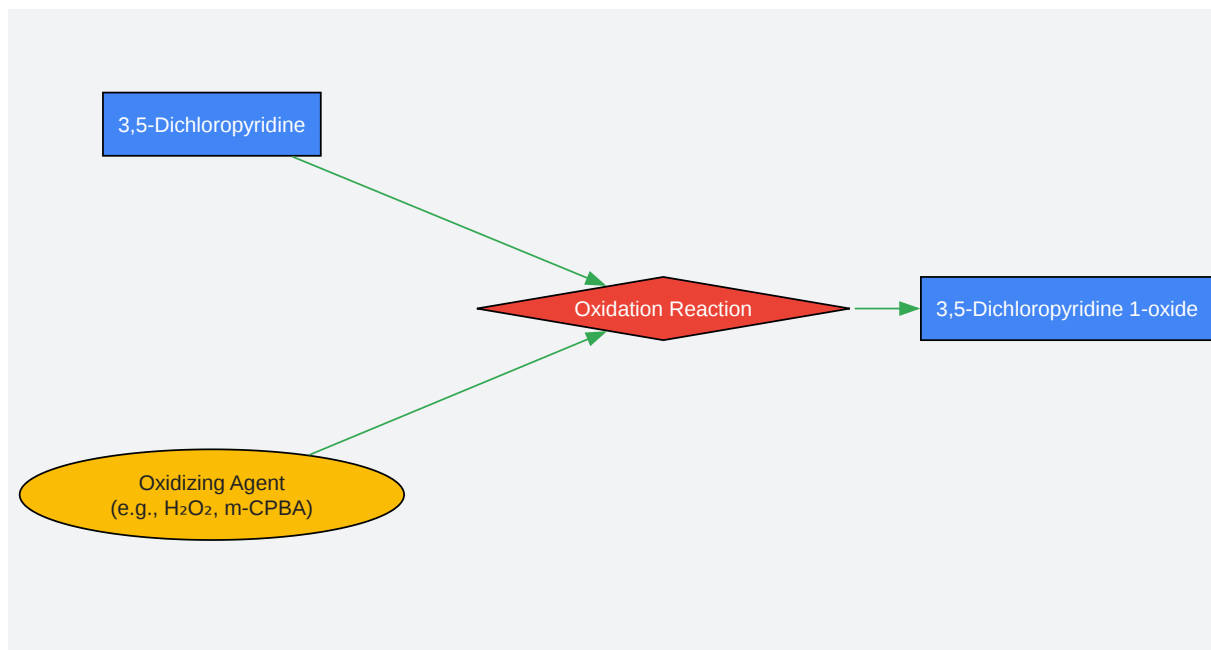 3,5-Dichloropyridine
Oxidation Reaction
3,5-Dichloropyridine 1-oxide
Oxidizing Agent
(e.g., H₂O₂, m-CPBA)